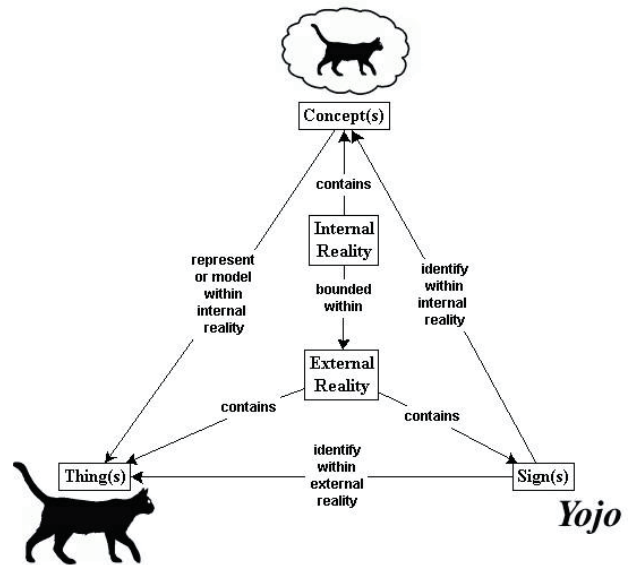 Concept(s)
contains
Internal
Reality
represent
or model
within
internal
reality
bounded
within
identify
within
internal
reality
External
Reality
contains
contains
identify
within
external
reality
Thing(s)
Sign(s)
Yojo